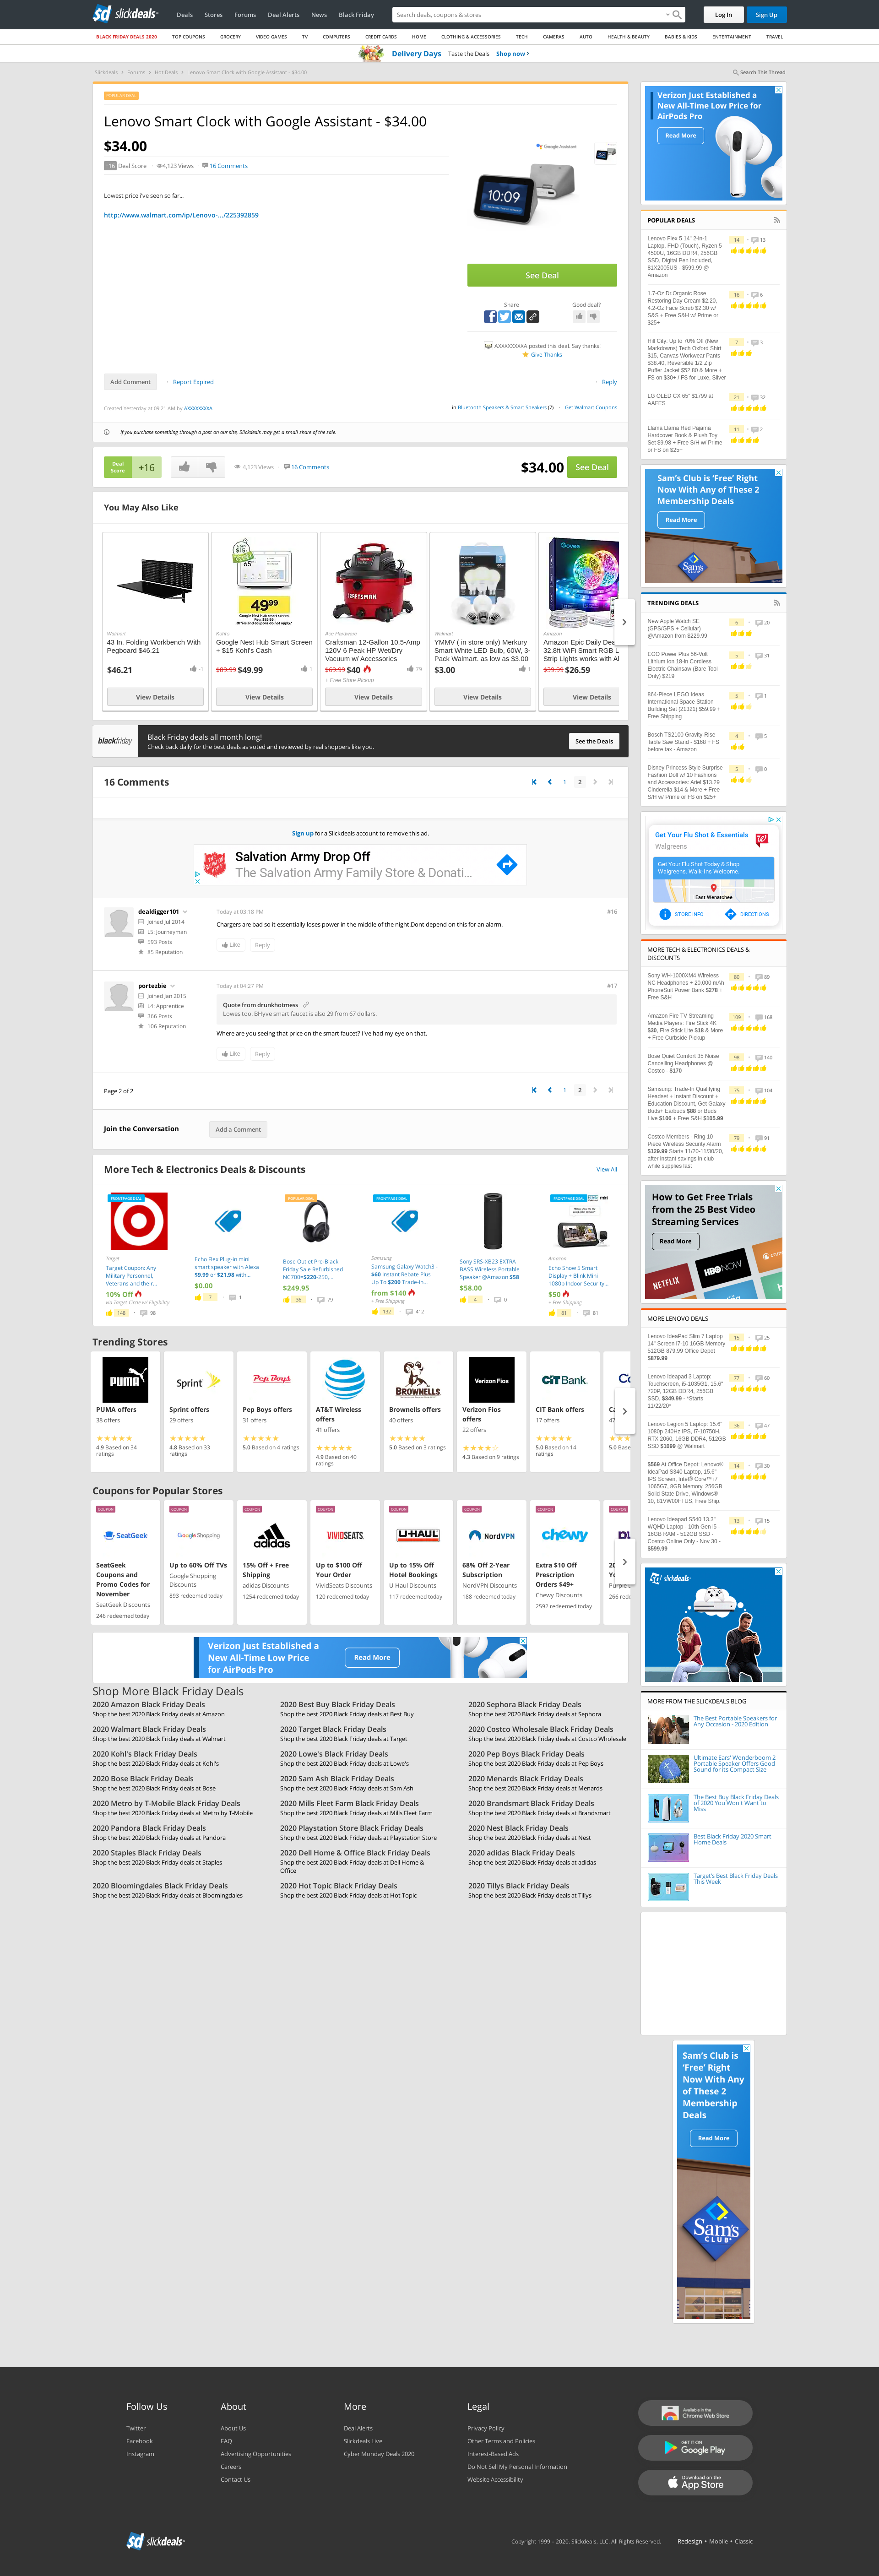 slickdeals
Deals
Stores
Forums
Deal Alerts
News
Black Friday
Search deals, coupons & stores
Log In
Sign Up
BLACK FRIDAY DEALS 2020
TOP COUPONS
GROCERY
VIDEO GAMES
TV
COMPUTERS
CREDIT CARDS
HOME
CLOTHING & ACCESSORIES
TECH
CAMERAS
AUTO
HEALTH & BEAUTY
BABIES & KIDS
ENTERTAINMENT
TRAVEL
Delivery Days Taste the Deals Shop now ›
Slickdeals › Forums › Hot Deals › Lenovo Smart Clock with Google Assistant - $34.00
Search This Thread
POPULAR DEAL
Lenovo Smart Clock with Google Assistant - $34.00
$34.00
+16 Deal Score · 4,123 Views · 16 Comments
Lowest price i've seen so far...
http://www.walmart.com/ip/Lenovo-.../225392859
Google Assistant
10:09
See Deal
Share
Good deal?
AXXXXXXXXA posted this deal. Say thanks!
Give Thanks
Add Comment
Report Expired
Reply
Created Yesterday at 09:21 AM by AXXXXXXXXA
in Bluetooth Speakers & Smart Speakers (7) · Get Walmart Coupons
If you purchase something through a post on our site, Slickdeals may get a small share of the sale.
Deal Score
+16
4,123 Views · 16 Comments
$34.00
See Deal
You May Also Like
Walmart
43 In. Folding Workbench With Pegboard $46.21
$46.21
-1
View Details
49.99
Kohl's
Google Nest Hub Smart Screen + $15 Kohl's Cash
$89.99 $49.99
1
View Details
CRAFTSMAN
Ace Hardware
Craftsman 12-Gallon 10.5-Amp 120V 6 Peak HP Wet/Dry Vacuum w/ Accessories
$69.99 $40
79
+ Free Store Pickup
View Details
Walmart
YMMV ( in store only) Merkury Smart White LED Bulb, 60W, 3-Pack Walmart. as low as $3.00
$3.00
1
View Details
Govee
Amazon
Amazon Epic Daily Dea
32.8ft WiFi Smart RGB L
Strip Lights works with Al
$39.99 $26.59
View Details
blackfriday
Black Friday deals all month long!
Check back daily for the best deals as voted and reviewed by real shoppers like you.
See the Deals
16 Comments
1
2
Sign up for a Slickdeals account to remove this ad.
Salvation Army Drop Off
The Salvation Army Family Store & Donati...
dealdigger101
Joined Jul 2014
L5: Journeyman
593 Posts
85 Reputation
Today at 03:18 PM
#16
Chargers are bad so it essentially loses power in the middle of the night.Dont depend on this for an alarm.
Like
Reply
portezbie
Joined Jan 2015
L4: Apprentice
366 Posts
106 Reputation
Today at 04:27 PM
#17
Quote from drunkhotmess
Lowes too. BHyve smart faucet is also 29 from 67 dollars.
Where are you seeing that price on the smart faucet? I've had my eye on that.
Like
Reply
Page 2 of 2
1
2
Join the Conversation
Add a Comment
More Tech & Electronics Deals & Discounts
View All
FRONTPAGE DEAL
Target
Target Coupon: Any Military Personnel, Veterans and their...
10% Off
via Target Circle w/ Eligibility
148 · 98
Echo Flex Plug-in mini smart speaker with Alexa $9.99 or $21.98 with...
$0.00
7 · 1
POPULAR DEAL
Bose Outlet Pre-Black Friday Sale Refurbished NC700=$220-250,...
$249.95
36 · 79
FRONTPAGE DEAL
Samsung
Samsung Galaxy Watch3 - $60 Instant Rebate Plus Up To $200 Trade-In...
from $140
+ Free Shipping
132 · 412
Sony SRS-XB23 EXTRA BASS Wireless Portable Speaker @Amazon $58
$58.00
4 · 0
FRONTPAGE DEAL
Amazon
Echo Show 5 Smart Display + Blink Mini 1080p Indoor Security...
$50
+ Free Shipping
81 · 81
Trending Stores
PUMA
PUMA offers
38 offers
4.9 Based on 34 ratings
Sprint
Sprint offers
29 offers
4.8 Based on 33 ratings
Pep Boys
Pep Boys offers
31 offers
5.0 Based on 4 ratings
AT&T Wireless offers
41 offers
4.9 Based on 40 ratings
BROWNELLS
Brownells offers
40 offers
5.0 Based on 3 ratings
Verizon Fios
Verizon Fios offers
22 offers
4.3 Based on 9 ratings
CIT Bank
CIT Bank offers
17 offers
5.0 Based on 14 ratings
Coupons for Popular Stores
COUPON
SeatGeek
SeatGeek Coupons and Promo Codes for November
SeatGeek Discounts
246 redeemed today
COUPON
Google Shopping
Up to 60% Off TVs
Google Shopping Discounts
893 redeemed today
COUPON
adidas
15% Off + Free Shipping
adidas Discounts
1254 redeemed today
COUPON
VIVIDSEATS
Up to $100 Off Your Order
VividSeats Discounts
120 redeemed today
COUPON
U-HAUL
Up to 15% Off Hotel Bookings
U-Haul Discounts
117 redeemed today
COUPON
NordVPN
68% Off 2-Year Subscription
NordVPN Discounts
188 redeemed today
COUPON
chewy
Extra $10 Off Prescription Orders $49+
Chewy Discounts
2592 redeemed today
COUPON
Verizon Just Established a New All-Time Low Price for AirPods Pro
Read More
Shop More Black Friday Deals
2020 Amazon Black Friday Deals
Shop the best 2020 Black Friday deals at Amazon
2020 Best Buy Black Friday Deals
Shop the best 2020 Black Friday deals at Best Buy
2020 Sephora Black Friday Deals
Shop the best 2020 Black Friday deals at Sephora
2020 Walmart Black Friday Deals
Shop the best 2020 Black Friday deals at Walmart
2020 Target Black Friday Deals
Shop the best 2020 Black Friday deals at Target
2020 Costco Wholesale Black Friday Deals
Shop the best 2020 Black Friday deals at Costco Wholesale
2020 Kohl's Black Friday Deals
Shop the best 2020 Black Friday deals at Kohl's
2020 Lowe's Black Friday Deals
Shop the best 2020 Black Friday deals at Lowe's
2020 Pep Boys Black Friday Deals
Shop the best 2020 Black Friday deals at Pep Boys
2020 Bose Black Friday Deals
Shop the best 2020 Black Friday deals at Bose
2020 Sam Ash Black Friday Deals
Shop the best 2020 Black Friday deals at Sam Ash
2020 Menards Black Friday Deals
Shop the best 2020 Black Friday deals at Menards
2020 Metro by T-Mobile Black Friday Deals
Shop the best 2020 Black Friday deals at Metro by T-Mobile
2020 Mills Fleet Farm Black Friday Deals
Shop the best 2020 Black Friday deals at Mills Fleet Farm
2020 Brandsmart Black Friday Deals
Shop the best 2020 Black Friday deals at Brandsmart
2020 Pandora Black Friday Deals
Shop the best 2020 Black Friday deals at Pandora
2020 Playstation Store Black Friday Deals
Shop the best 2020 Black Friday deals at Playstation Store
2020 Nest Black Friday Deals
Shop the best 2020 Black Friday deals at Nest
2020 Staples Black Friday Deals
Shop the best 2020 Black Friday deals at Staples
2020 Dell Home & Office Black Friday Deals
Shop the best 2020 Black Friday deals at Dell Home & Office
2020 adidas Black Friday Deals
Shop the best 2020 Black Friday deals at adidas
2020 Bloomingdales Black Friday Deals
Shop the best 2020 Black Friday deals at Bloomingdales
2020 Hot Topic Black Friday Deals
Shop the best 2020 Black Friday deals at Hot Topic
2020 Tillys Black Friday Deals
Shop the best 2020 Black Friday deals at Tillys
Verizon Just Established a New All-Time Low Price for AirPods Pro
Read More
POPULAR DEALS
Lenovo Flex 5 14" 2-in-1 Laptop, FHD (Touch), Ryzen 5 4500U, 16GB DDR4, 256GB SSD, Digital Pen Included, 81X2005US - $599.99 @ Amazon
14 · 13
1.7-Oz Dr.Organic Rose Restoring Day Cream $2.20, 4.2-Oz Face Scrub $2.30 w/ S&S + Free S&H w/ Prime or $25+
16 · 6
Hill City: Up to 70% Off (New Markdowns) Tech Oxford Shirt $15, Canvas Workwear Pants $38.40, Reversible 1/2 Zip Puffer Jacket $52.80 & More + FS on $30+ / FS for Luxe, Silver
7 · 3
LG OLED CX 65" $1799 at AAFES
21 · 32
Llama Llama Red Pajama Hardcover Book & Plush Toy Set $9.98 + Free S/H w/ Prime or FS on $25+
11 · 2
Sam's Club is 'Free' Right Now With Any of These 2 Membership Deals
Read More
TRENDING DEALS
New Apple Watch SE (GPS/GPS + Cellular) @Amazon from $229.99
6 · 20
EGO Power Plus 56-Volt Lithium Ion 18-in Cordless Electric Chainsaw (Bare Tool Only) $219
5 · 31
864-Piece LEGO Ideas International Space Station Building Set (21321) $59.99 + Free Shipping
5 · 1
Bosch TS2100 Gravity-Rise Table Saw Stand - $168 + FS before tax - Amazon
4 · 5
Disney Princess Style Surprise Fashion Doll w/ 10 Fashions and Accessories: Ariel $13.29 Cinderella $14 & More + Free S/H w/ Prime or FS on $25+
3 · 0
Get Your Flu Shot & Essentials
Walgreens
Get Your Flu Shot Today & Shop Walgreens. Walk-Ins Welcome.
East Wenatchee
STORE INFO
DIRECTIONS
MORE TECH & ELECTRONICS DEALS & DISCOUNTS
Sony WH-1000XM4 Wireless NC Headphones + 20,000 mAh PhoneSuit Power Bank $278 + Free S&H
80 · 89
Amazon Fire TV Streaming Media Players: Fire Stick 4K $30, Fire Stick Lite $18 & More + Free Curbside Pickup
109 · 168
Bose Quiet Comfort 35 Noise Cancelling Headphones @ Costco - $170
98 · 140
Samsung: Trade-In Qualifying Headset + Instant Discount + Education Discount, Get Galaxy Buds+ Earbuds $88 or Buds Live $106 + Free S&H $105.99
75 · 104
Costco Members - Ring 10 Piece Wireless Security Alarm $129.99 Starts 11/20-11/30/20, after instant savings in club while supplies last
79 · 91
How to Get Free Trials from the 25 Best Video Streaming Services
Read More
NETFLIX
HBO NOW
MORE LENOVO DEALS
Lenovo IdeaPad Slim 7 Laptop 14" Screen i7-10 16GB Memory 512GB 879.99 Office Depot $879.99
15 · 25
Lenovo Ideapad 3 Laptop: Touchscreen, i5-1035G1, 15.6" 720P, 12GB DDR4, 256GB SSD, $349.99 - *Starts 11/22/20*
77 · 60
Lenovo Legion 5 Laptop: 15.6" 1080p 240Hz IPS, i7-10750H, RTX 2060, 16GB DDR4, 512GB SSD $1099 @ Walmart
36 · 47
$569 At Office Depot: Lenovo® IdeaPad S340 Laptop, 15.6" IPS Screen, Intel® Core™ i7 1065G7, 8GB Memory, 256GB Solid State Drive, Windows® 10, 81VW00FTUS, Free Ship.
14 · 30
Lenovo Ideapad S540 13.3" WQHD Laptop - 10th Gen i5 - 16GB RAM - 512GB SSD - Costco Online Only - Nov 30 - $599.99
13 · 15
slickdeals
MORE FROM THE SLICKDEALS BLOG
The Best Portable Speakers for Any Occasion - 2020 Edition
Ultimate Ears' Wonderboom 2 Portable Speaker Offers Good Sound for Its Compact Size
The Best Buy Black Friday Deals of 2020 You Won't Want to Miss
Best Black Friday 2020 Smart Home Deals
Target's Best Black Friday Deals This Week
Sam's Club is 'Free' Right Now With Any of These 2 Membership Deals
Read More
Sam's CLUB
Follow Us
Twitter
Facebook
Instagram
About
About Us
FAQ
Advertising Opportunities
Careers
Contact Us
More
Deal Alerts
Slickdeals Live
Cyber Monday Deals 2020
Legal
Privacy Policy
Other Terms and Policies
Interest-Based Ads
Do Not Sell My Personal Information
Website Accessibility
Available in the Chrome Web Store
GET IT ON Google Play
Download on the App Store
slickdeals
Copyright 1999 – 2020. Slickdeals, LLC. All Rights Reserved.
Redesign • Mobile • Classic